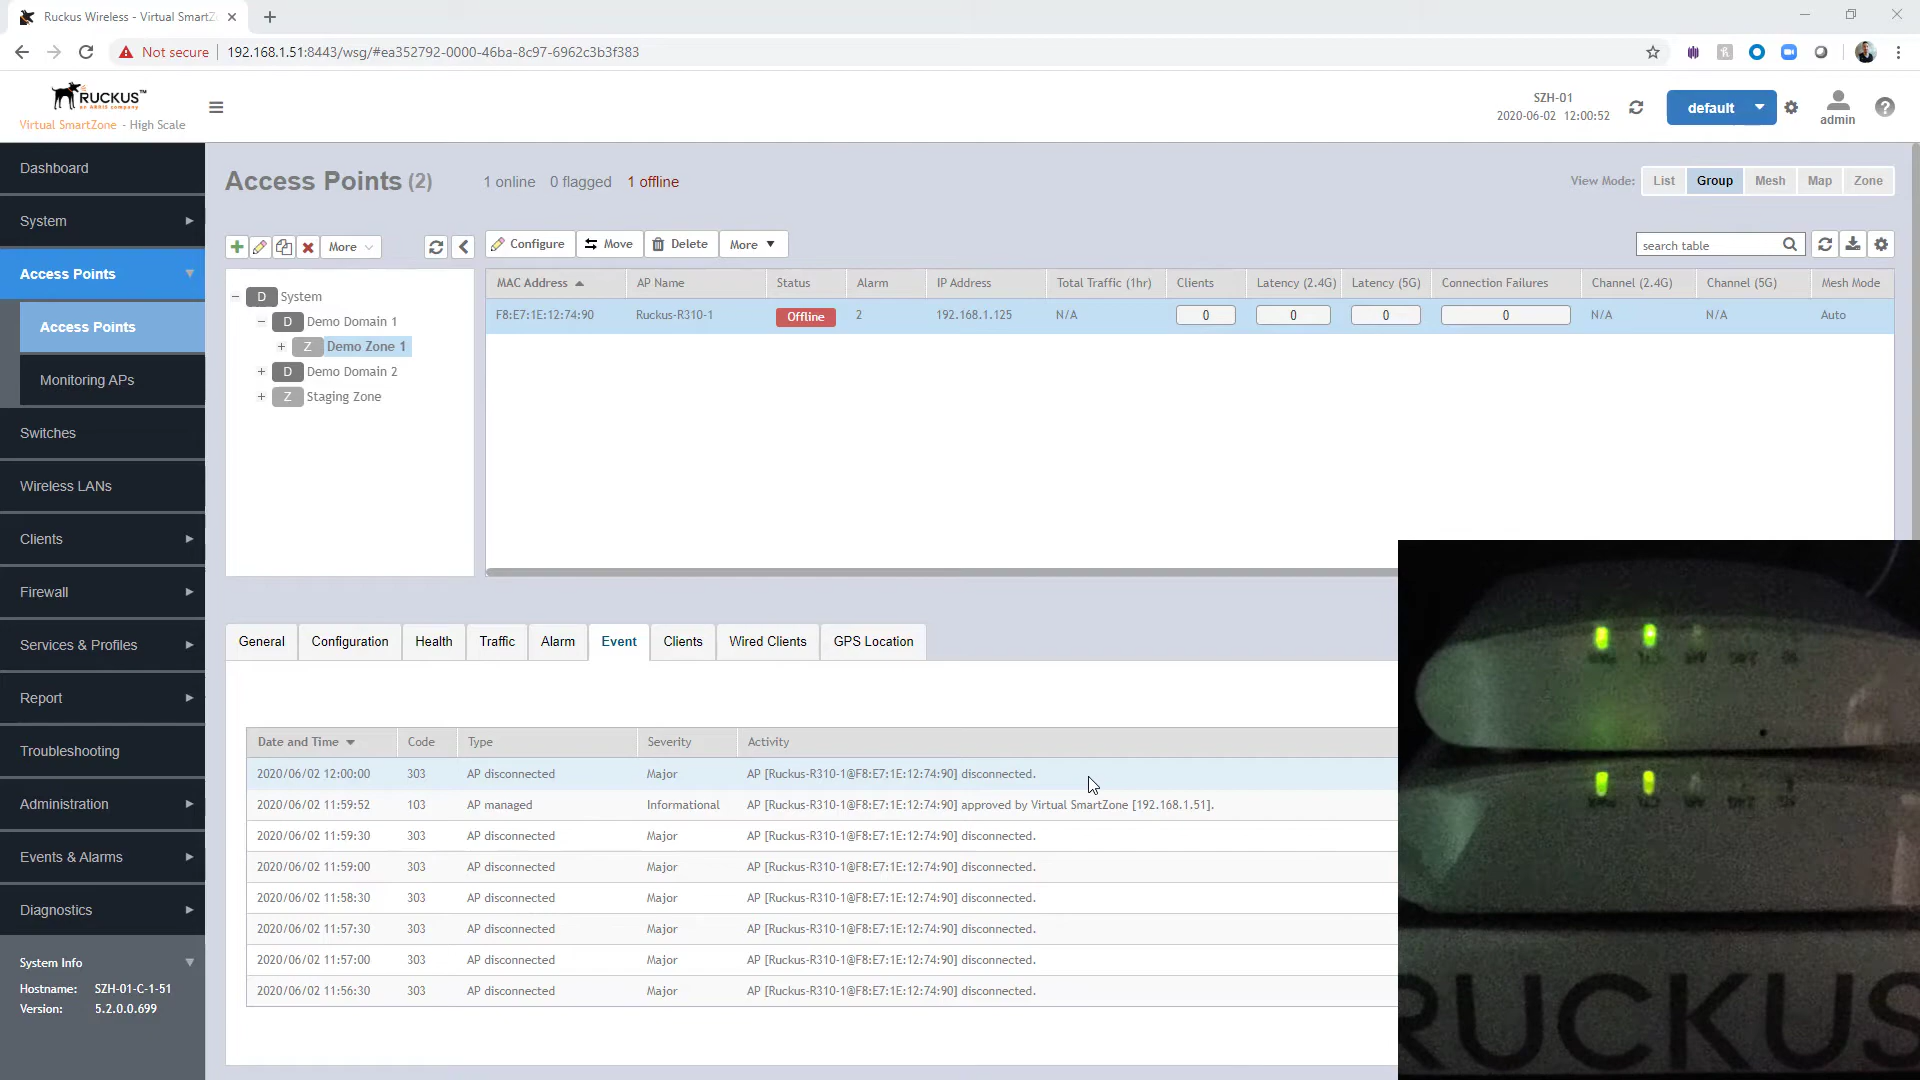 Ruckus Wireless - Virtual SmartZ
Not secure
192.168.1.51:8443/wsg/#ea352792-0000-46ba-8c97-6962c3b3f383
RUCKUS™
an ARRIS company
Virtual SmartZone - High Scale
SZH-01
2020-06-02 12:00:52
default
admin
Dashboard
System
Access Points
Access Points
Monitoring APs
Switches
Wireless LANs
Clients
Firewall
Services & Profiles
Report
Troubleshooting
Administration
Events & Alarms
Diagnostics
System Info
Hostname: SZH-01-C-1-51
Version: 5.2.0.0.699
Access Points (2) 1 online 0 flagged 1 offline
View Mode: List Group Mesh Map Zone
More
D System
D Demo Domain 1
Z Demo Zone 1
D Demo Domain 2
Z Staging Zone
Configure Move Delete More
search table
MAC Address AP Name Status Alarm IP Address Total Traffic (1hr) Clients Latency (2.4G) Latency (5G) Connection Failures Channel (2.4G) Channel (5G) Mesh Mode
F8:E7:1E:12:74:90 Ruckus-R310-1 Offline 2 192.168.1.125 N/A 0 0 0 0 N/A N/A Auto
General Configuration Health Traffic Alarm Event Clients Wired Clients GPS Location
Date and Time Code Type Severity Activity
2020/06/02 12:00:00 303 AP disconnected Major AP [Ruckus-R310-1@F8:E7:1E:12:74:90] disconnected.
2020/06/02 11:59:52 103 AP managed Informational AP [Ruckus-R310-1@F8:E7:1E:12:74:90] approved by Virtual SmartZone [192.168.1.51].
2020/06/02 11:59:30 303 AP disconnected Major AP [Ruckus-R310-1@F8:E7:1E:12:74:90] disconnected.
2020/06/02 11:59:00 303 AP disconnected Major AP [Ruckus-R310-1@F8:E7:1E:12:74:90] disconnected.
2020/06/02 11:58:30 303 AP disconnected Major AP [Ruckus-R310-1@F8:E7:1E:12:74:90] disconnected.
2020/06/02 11:57:30 303 AP disconnected Major AP [Ruckus-R310-1@F8:E7:1E:12:74:90] disconnected.
2020/06/02 11:57:00 303 AP disconnected Major AP [Ruckus-R310-1@F8:E7:1E:12:74:90] disconnected.
2020/06/02 11:56:30 303 AP disconnected Major AP [Ruckus-R310-1@F8:E7:1E:12:74:90] disconnected.
RUCKUS